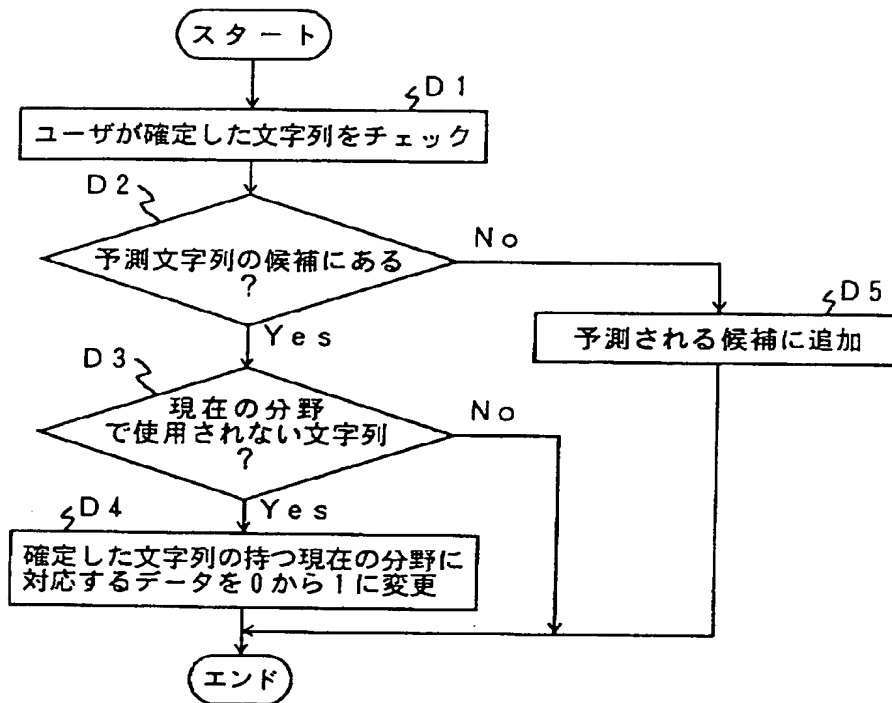 スタート
D1
ユーザが確定した文字列をチェック
D2
予測文字列の候補にある
?
No
Yes
D5
予測される候補に追加
D3
現在の分野
で使用されない文字列
?
No
Yes
D4
確定した文字列の持つ現在の分野に
対応するデータを0から1に変更
エンド